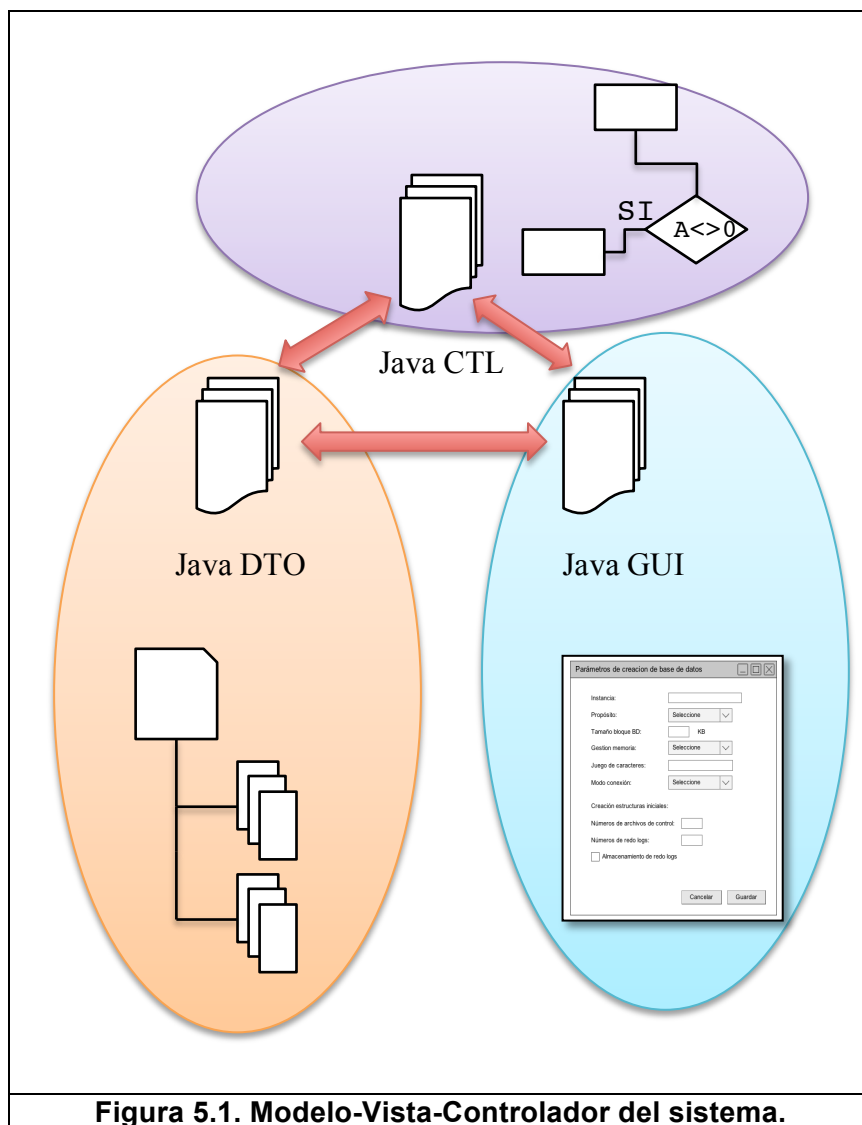 SI
A<>0
Java CTL
Java DTO
Java GUI
Parámetros de creacion de base de datos
Instancia:
Propósito: Seleccione
Tamaño bloque BD: KB
Gestion memoria: Seleccione
Juego de caracteres:
Modo conexión: Seleccione
Creación estructuras iniciales:
Números de archivos de control:
Números de redo logs:
Almacenamiento de redo logs
Cancelar Guardar
Figura 5.1. Modelo-Vista-Controlador del sistema.